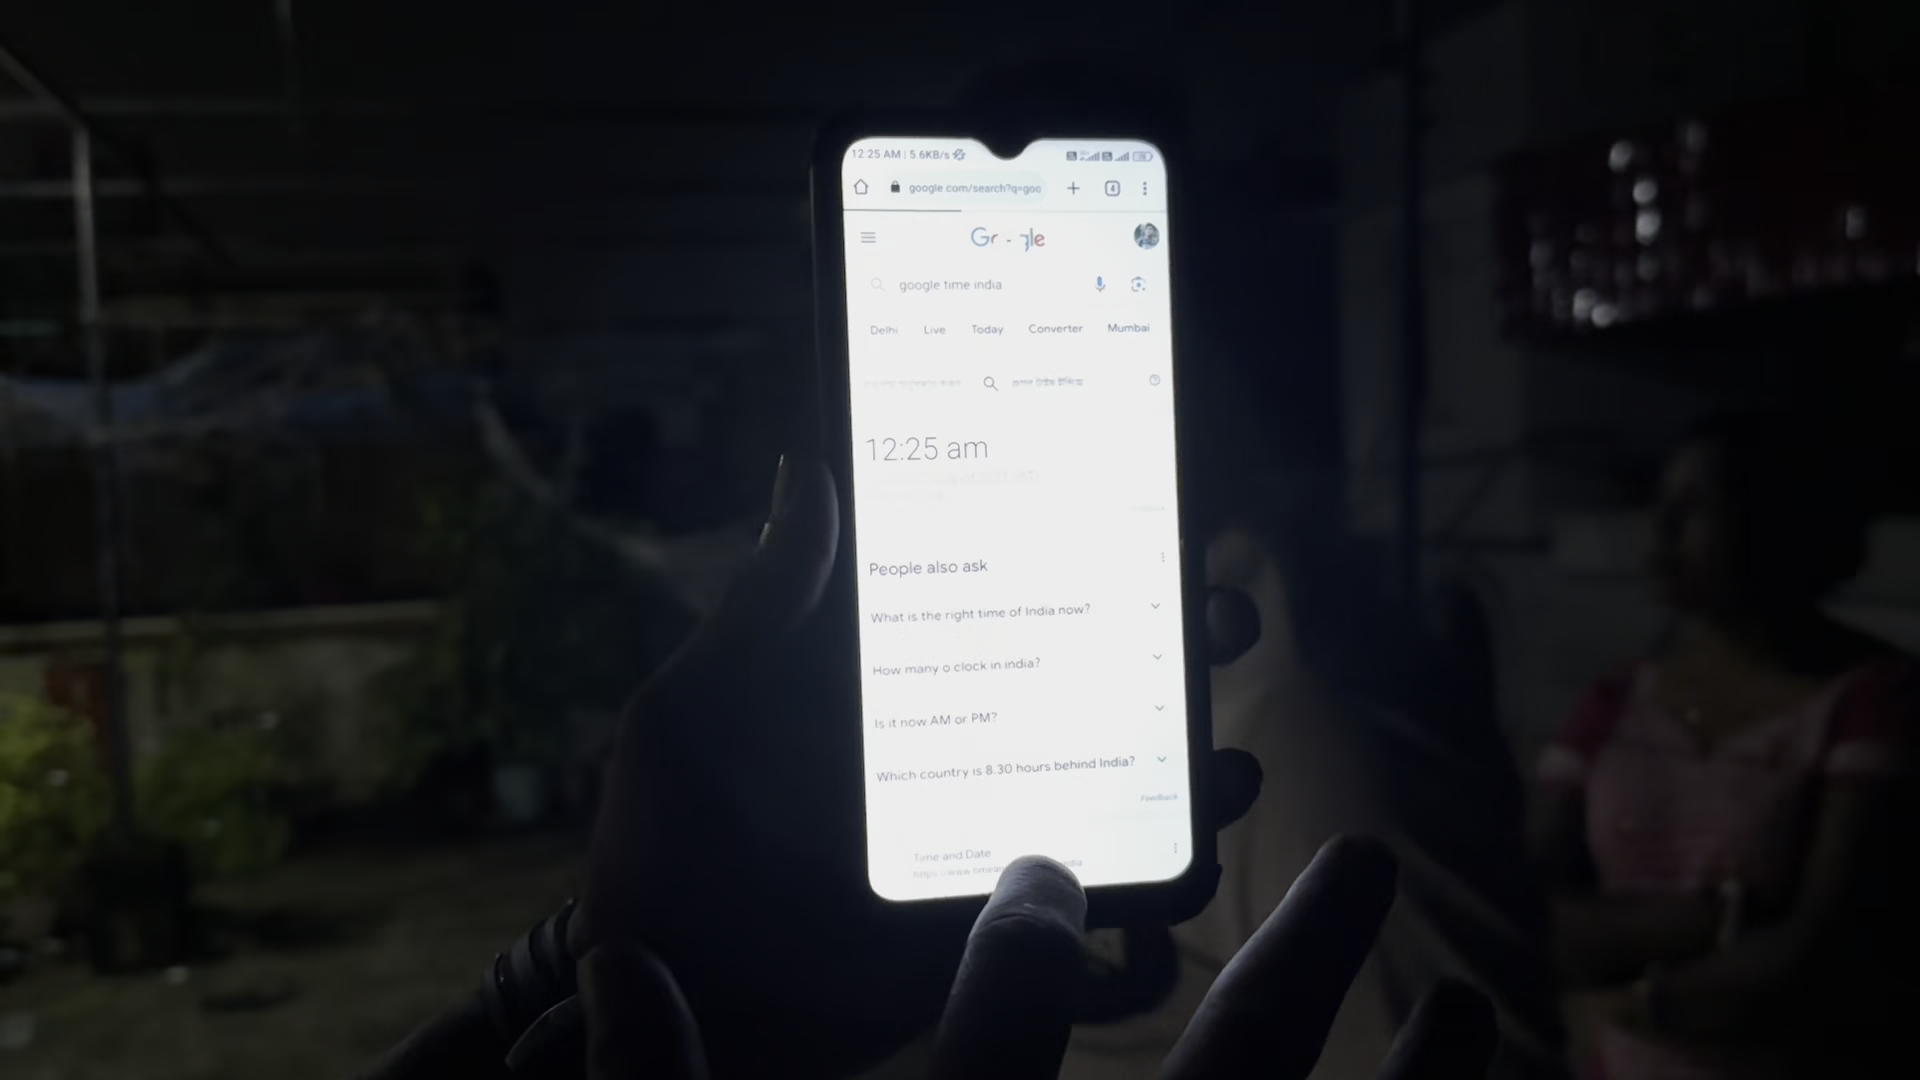 12:25 AM | 5.6KB/s
google.com/search?q=goo
4
google time india
Delhi Live Today Converter Mumbai
12:25 am
People also ask
What is the right time of India now?
How many o clock in india?
Is it now AM or PM?
Which country is 8.30 hours behind India?
Feedback
Time and Date